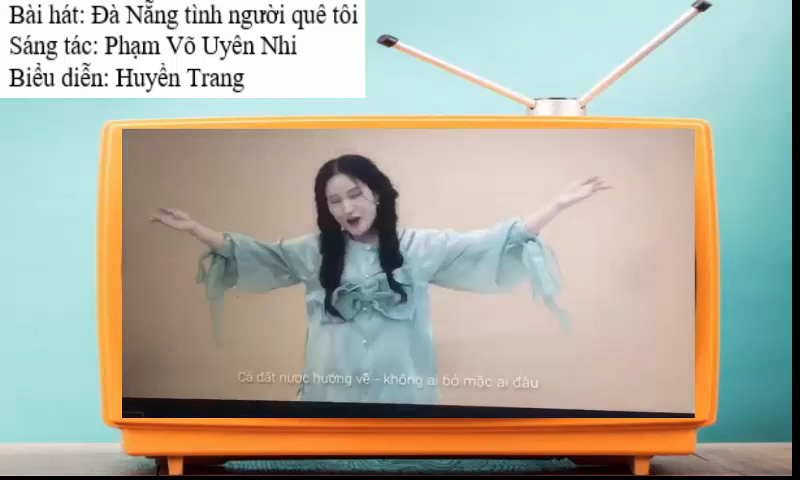 Bài hát: Đà Nẵng tình người quê tôi
Sáng tác: Phạm Võ Uyên Nhi
Biểu diễn: Huyền Trang
Cả đất nước hướng về - không ai bỏ mặc ai đâu